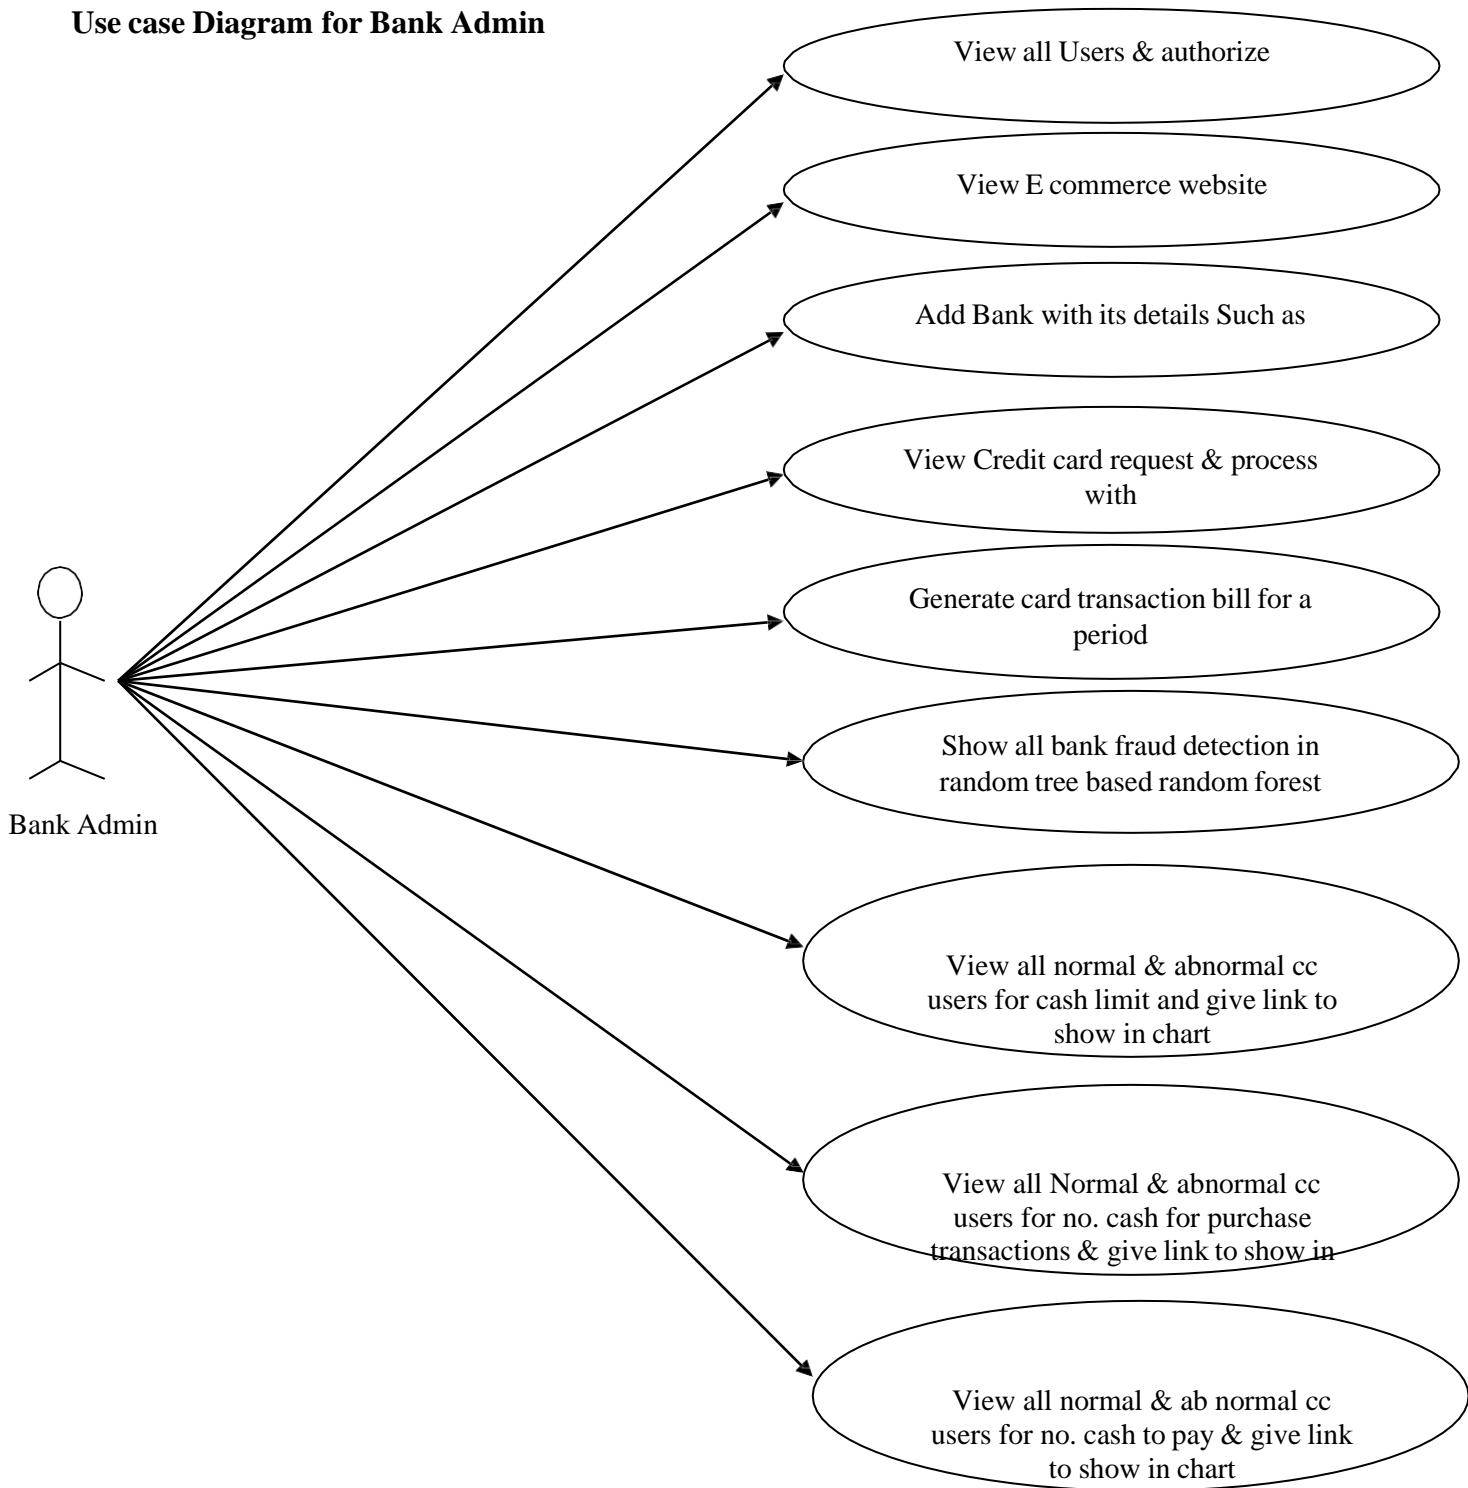 Use case Diagram for Bank Admin
View all Users & authorize
View E commerce website
Add Bank with its details Such as
View Credit card request & process
with
Generate card transaction bill for a
period
Show all bank fraud detection in
random tree based random forest
Bank Admin
View all normal & abnormal cc
users for cash limit and give link to
show in chart
View all Normal & abnormal cc
users for no. cash for purchase
transactions & give link to show in
View all normal & ab normal cc
users for no. cash to pay & give link
to show in chart